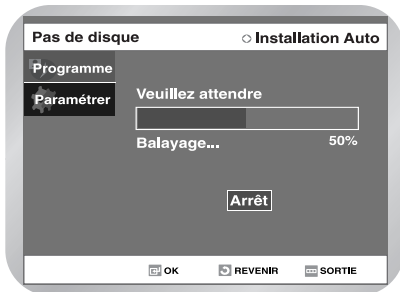 Pas de disque Installation Auto
Programme
Paramétrer
Veuillez attendre
Balayage... 50%
Arrêt
OK REVENIR SORTIE